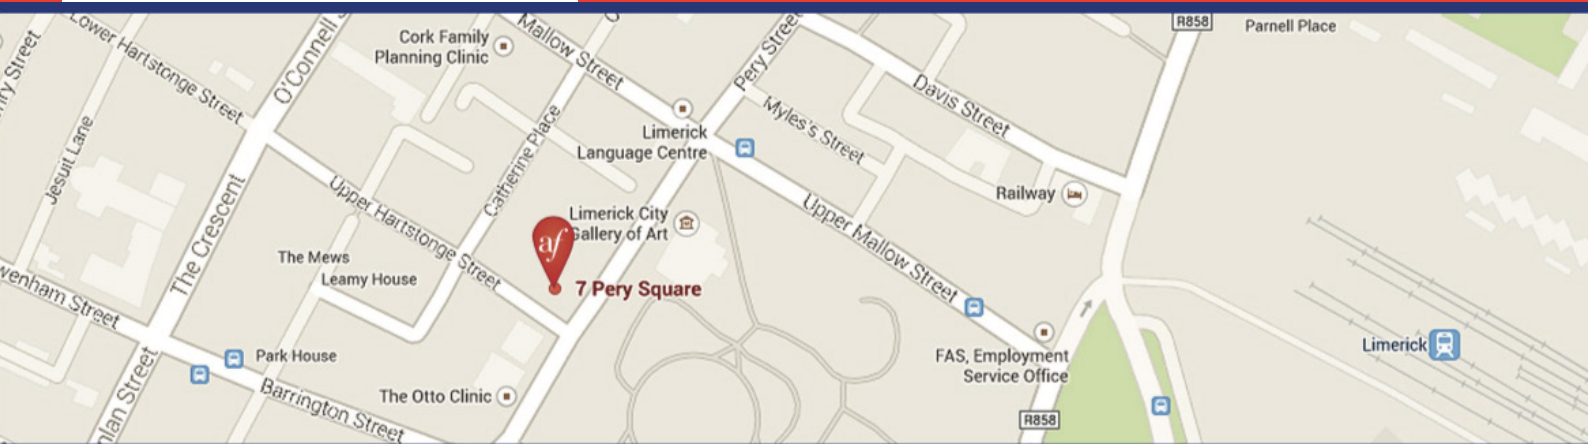 R858
Parnell Place
Lower Hartstonge Street
O'Connell
Cork Family
Planning Clinic
Mallow Street
Pery Street
Davis Street
Myles's Street
Limerick
Language Centre
Jesuit Lane
Catherine Place
Railway
The Crescent
Upper Hartstonge Street
Limerick City
Gallery of Art
af
7 Pery Square
Upper Mallow Street
The Mews
Leamy House
Street
Park House
Barrington Street
The Otto Clinic
FAS, Employment
Service Office
Limerick
R858
Street
Street